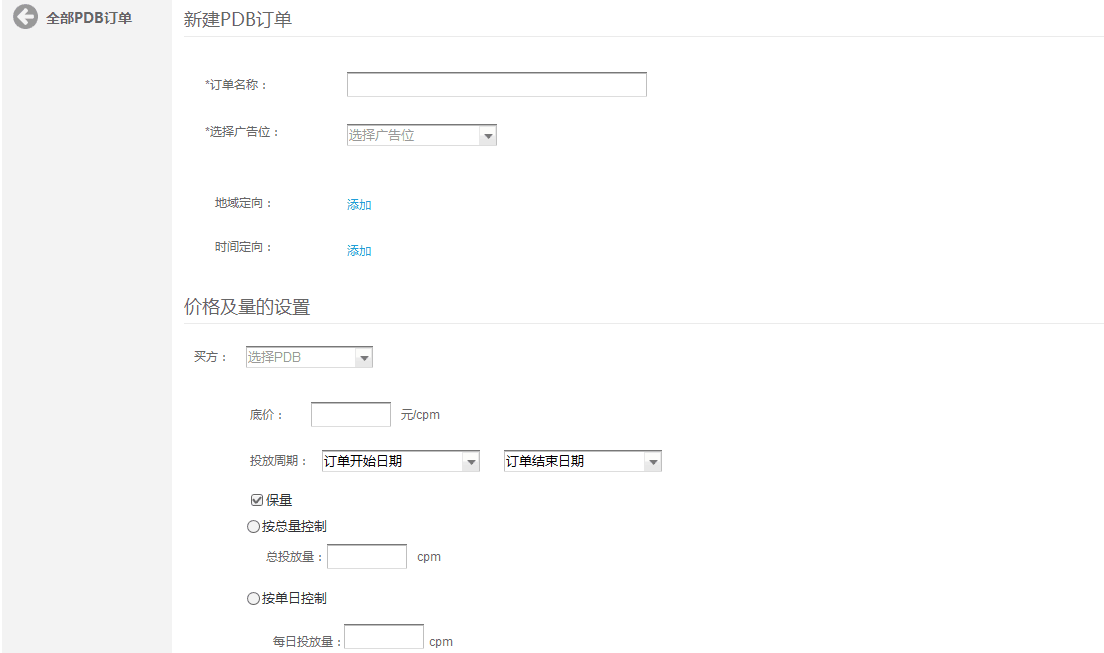 全部PDB订单
新建PDB订单
*订单名称：
*选择广告位： 选择广告位
地域定向： 添加
时间定向： 添加
价格及量的设置
买方： 选择PDB
底价： 元/cpm
投放周期： 订单开始日期 订单结束日期
保量
按总量控制
总投放量： cpm
按单日控制
每日投放量： cpm